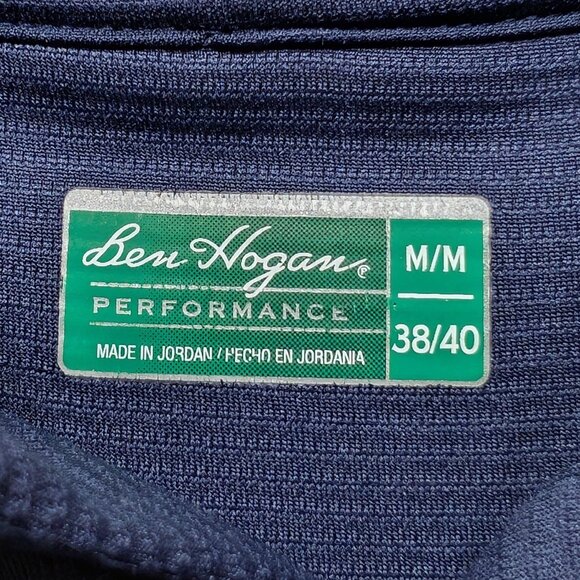 Ben Hogan®
PERFORMANCE
MADE IN JORDAN / HECHO EN JORDANIA
M/M
38/40